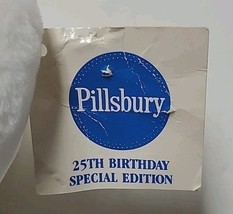 Pillsbury
25TH BIRTHDAY
SPECIAL EDITION